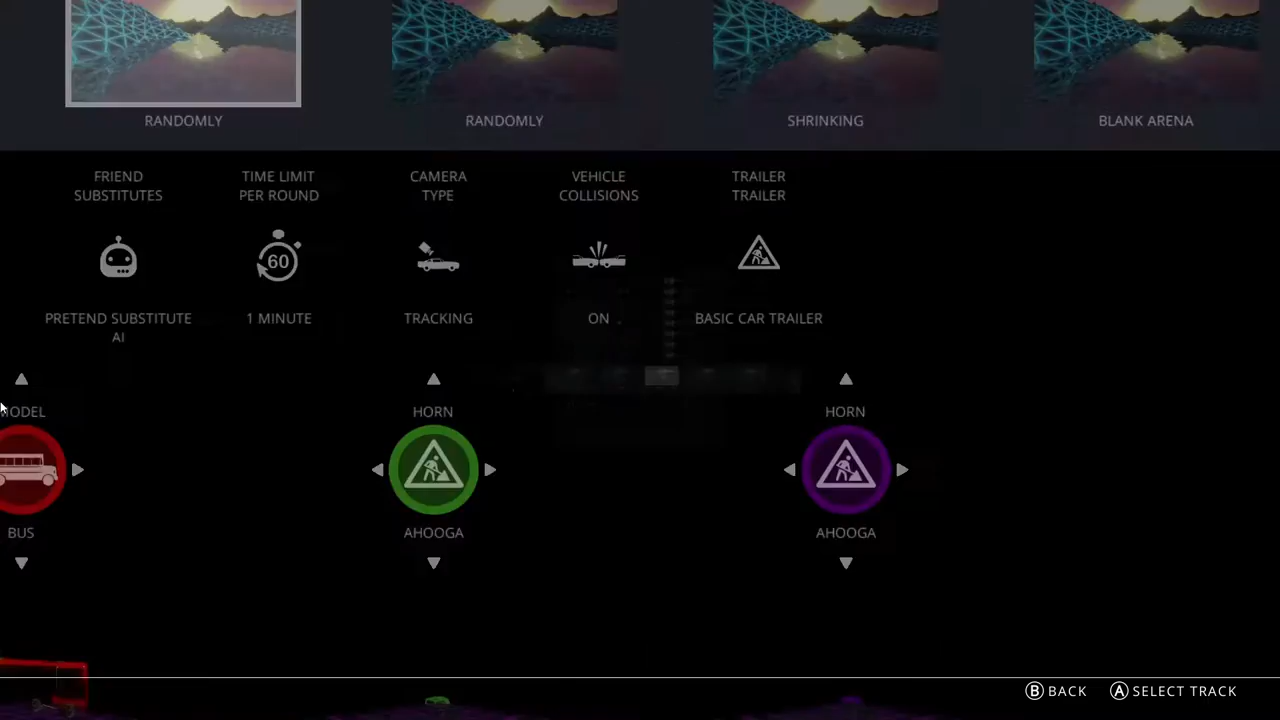 RANDOMLY
RANDOMLY
SHRINKING
BLANK ARENA
FRIEND
SUBSTITUTES
TIME LIMIT
PER ROUND
CAMERA
TYPE
VEHICLE
COLLISIONS
TRAILER
TRAILER
60
PRETEND SUBSTITUTE
AI
1 MINUTE
TRACKING
ON
BASIC CAR TRAILER
MODEL
HORN
HORN
BUS
AHOOGA
AHOOGA
B BACK
A SELECT TRACK